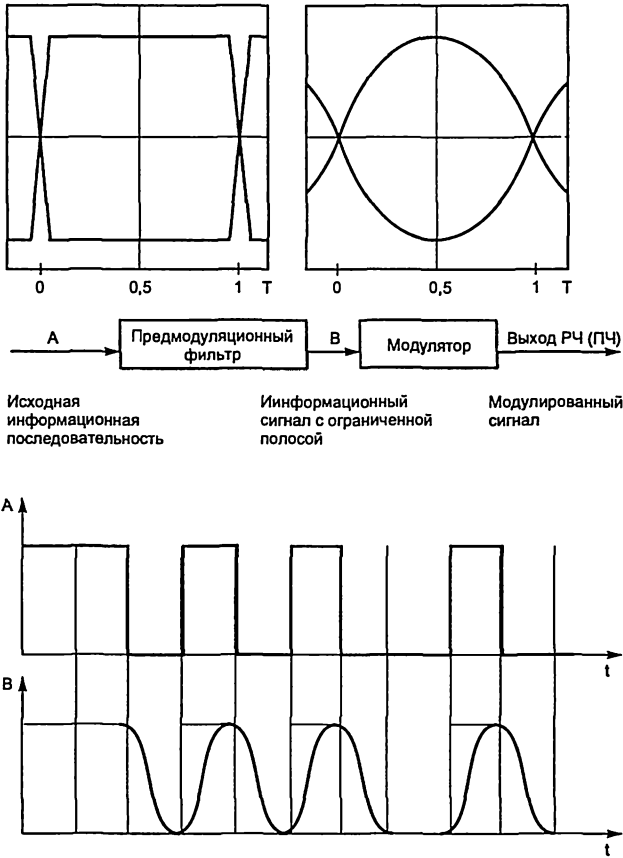 0 0,5 1 T
0 0,5 1 T
A
Предмодуляционный
фильтр
B
Модулятор
Выход РЧ (ПЧ)
Исходная
информационная
последовательность
Иинформационный
сигнал с ограниченной
полосой
Модулированный
сигнал
A
t
B
t